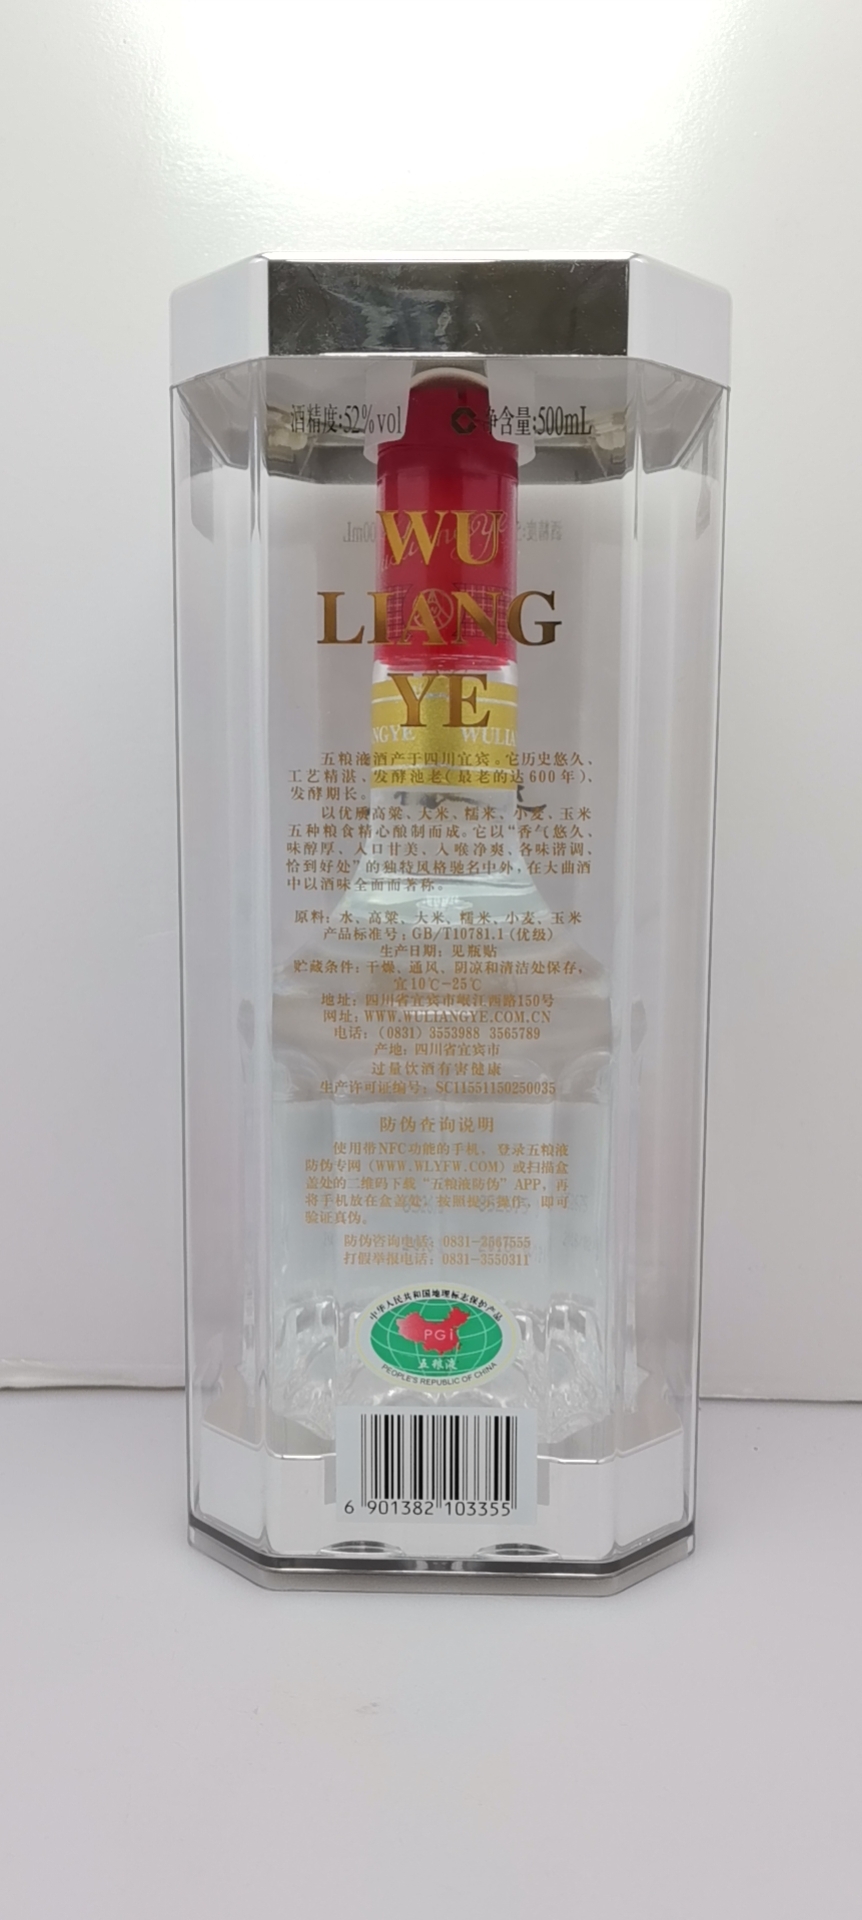 酒精度:52%vol 净含量:500mL
WU
LIANG
YE
NGYE WULIA
五粮液酒产于四川宜宾。它历史悠久、
工艺精湛、发酵池老(最老的达600年)、
发酵期长。
以优质高粱、大米、糯米、小麦、玉米
五种粮食精心酿制而成。它以“香气悠久、
味醇厚、入口甘美、入喉净爽、各味谐调、
恰到好处”的独特风格驰名中外,在大曲酒
中以酒味全面而著称。
原料：水、高粱、大米、糯米、小麦、玉米
产品标准号：GB/T10781.1(优级)
生产日期：见瓶贴
贮藏条件：干燥、通风、阴凉和清洁处保存，
宜10℃-25℃
地址：四川省宜宾市岷江西路150号
网址：WWW.WULIANGYE.COM.CN
电话：(0831) 3553988 3565789
产地：四川省宜宾市
过量饮酒有害健康
生产许可证编号：SC11551150250035
防伪查询说明
使用带NFC功能的手机，登录五粮液
防伪专网（WWW.WLYFW.COM）或扫描盒
盖处的二维码下载“五粮液防伪”APP，再
将手机放在盒盖处，按照提示操作，即可
验证真伪。
防伪咨询电话：0831-3567555
打假举报电话：0831-3550311
中华人民共和国地理标志保护产品
PGI
五粮液
PEOPLE'S REPUBLIC OF CHINA
6 901382 103355